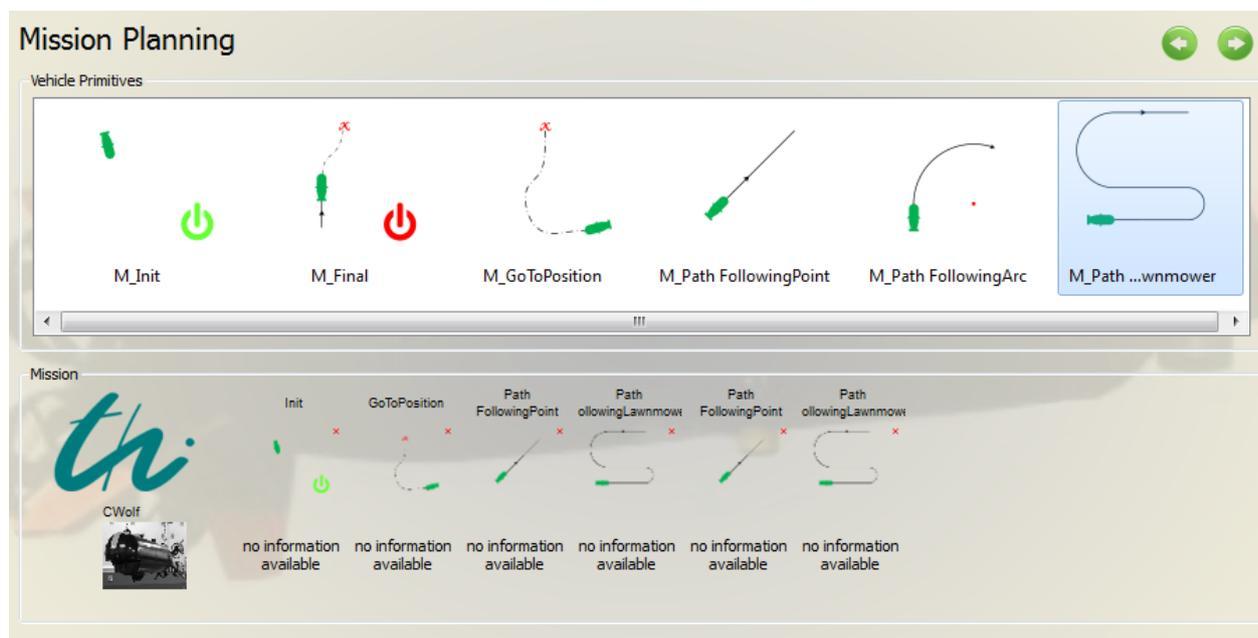 Mission Planning
Vehicle Primitives
M_Init
M_Final
M_GoToPosition
M_Path FollowingPoint
M_Path FollowingArc
M_Path ...wnmower
Mission
th
CWolf
Init
GoToPosition
Path
FollowingPoint
Path
ollowingLawnmowe
Path
FollowingPoint
Path
ollowingLawnmowe
no information
available
no information
available
no information
available
no information
available
no information
available
no information
available